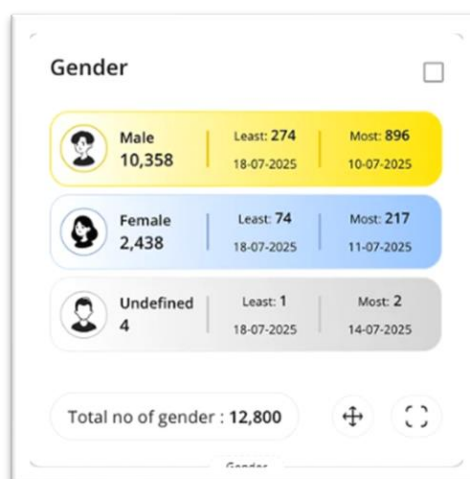 Gender
Male
10,358
Least: 274
18-07-2025
Most: 896
10-07-2025
Female
2,438
Least: 74
18-07-2025
Most: 217
11-07-2025
Undefined
4
Least: 1
18-07-2025
Most: 2
14-07-2025
Total no of gender : 12,800
Gender